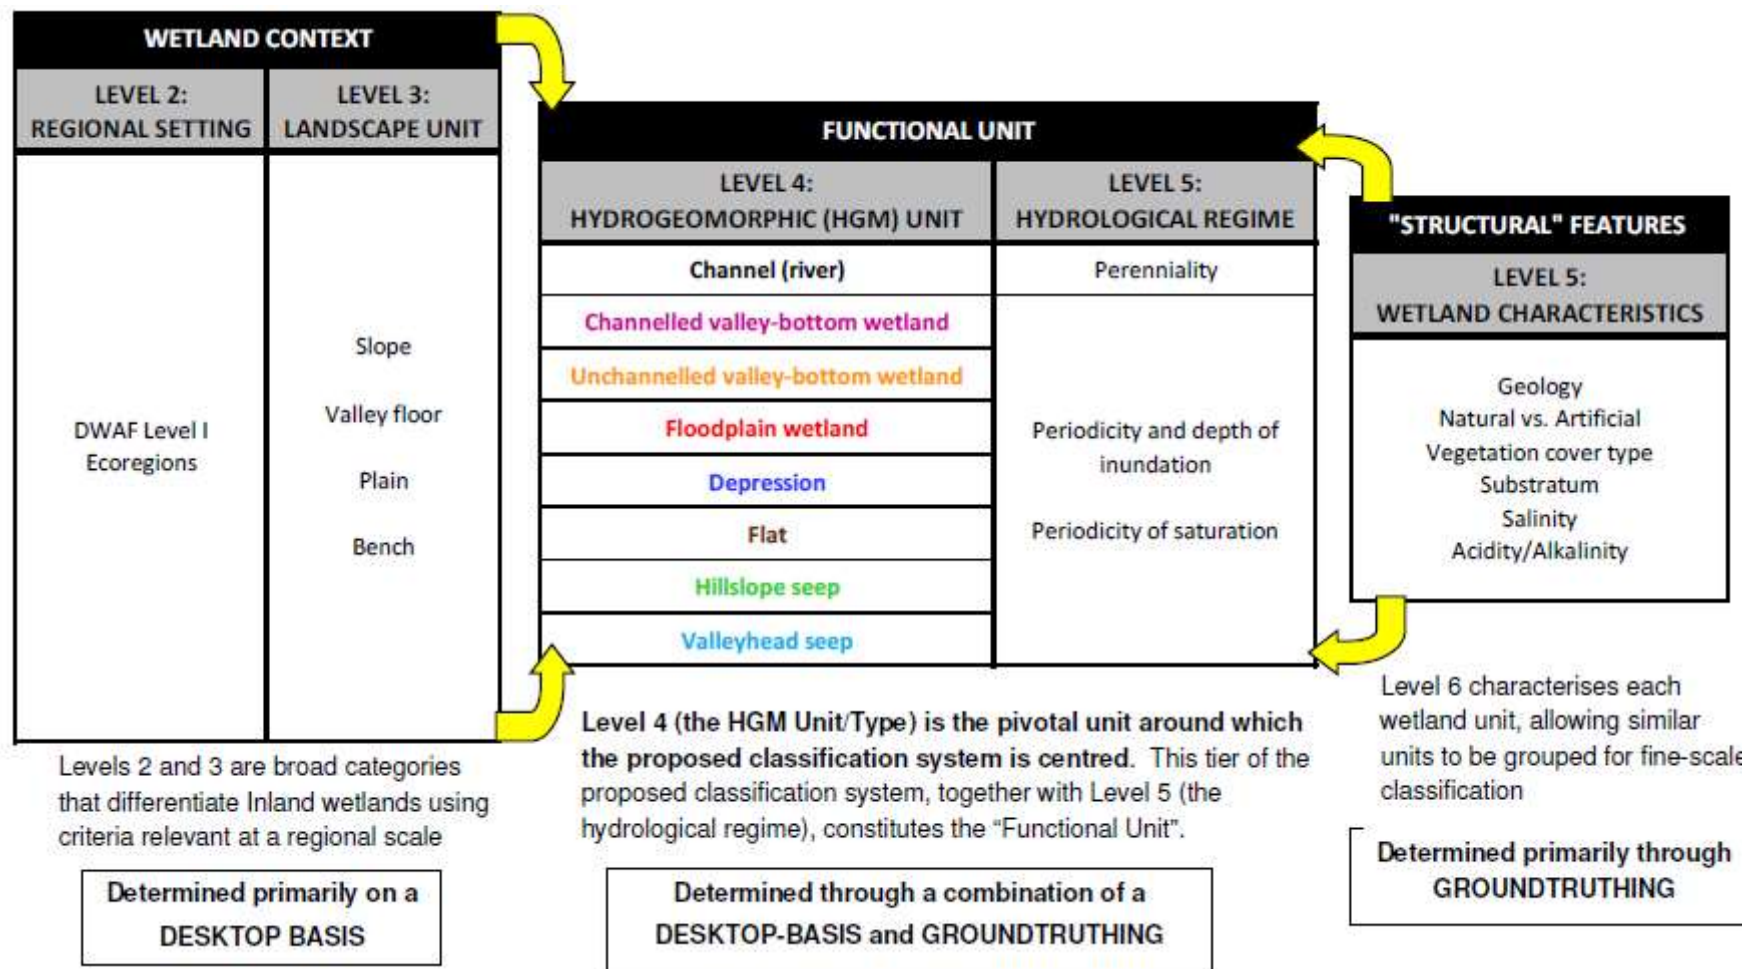 WETLAND CONTEXT
LEVEL 2:
REGIONAL SETTING
LEVEL 3:
LANDSCAPE UNIT
DWAF Level I
Ecoregions
Slope
Valley floor
Plain
Bench
Levels 2 and 3 are broad categories
that differentiate Inland wetlands using
criteria relevant at a regional scale
Determined primarily on a
DESKTOP BASIS
FUNCTIONAL UNIT
LEVEL 4:
HYDROGEOMORPHIC (HGM) UNIT
LEVEL 5:
HYDROLOGICAL REGIME
Channel (river)
Perenniality
Channelled valley-bottom wetland
Unchannelled valley-bottom wetland
Floodplain wetland
Depression
Flat
Hillslope seep
Valleyhead seep
Periodicity and depth of
inundation
Periodicity of saturation
Level 4 (the HGM Unit/Type) is the pivotal unit around which
the proposed classification system is centred. This tier of the
proposed classification system, together with Level 5 (the
hydrological regime), constitutes the “Functional Unit”.
Determined through a combination of a
DESKTOP-BASIS and GROUNDTRUTHING
"STRUCTURAL" FEATURES
LEVEL 5:
WETLAND CHARACTERISTICS
Geology
Natural vs. Artificial
Vegetation cover type
Substratum
Salinity
Acidity/Alkalinity
Level 6 characterises each
wetland unit, allowing similar
units to be grouped for fine-scale
classification
Determined primarily through
GROUNDTRUTHING